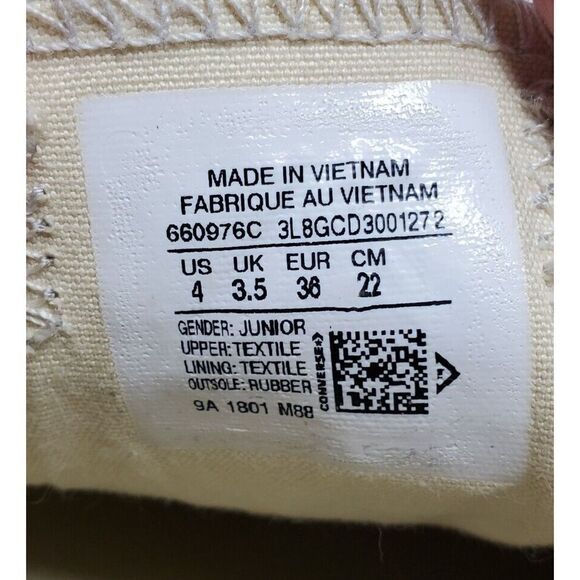 MADE IN VIETNAM
FABRIQUE AU VIETNAM
660976C 3L8GCD3001272
US UK EUR CM
4 3.5 36 22
GENDER: JUNIOR
UPPER: TEXTILE
LINING: TEXTILE
OUTSOLE: RUBBER
CONVERSE
9A 1801 M88